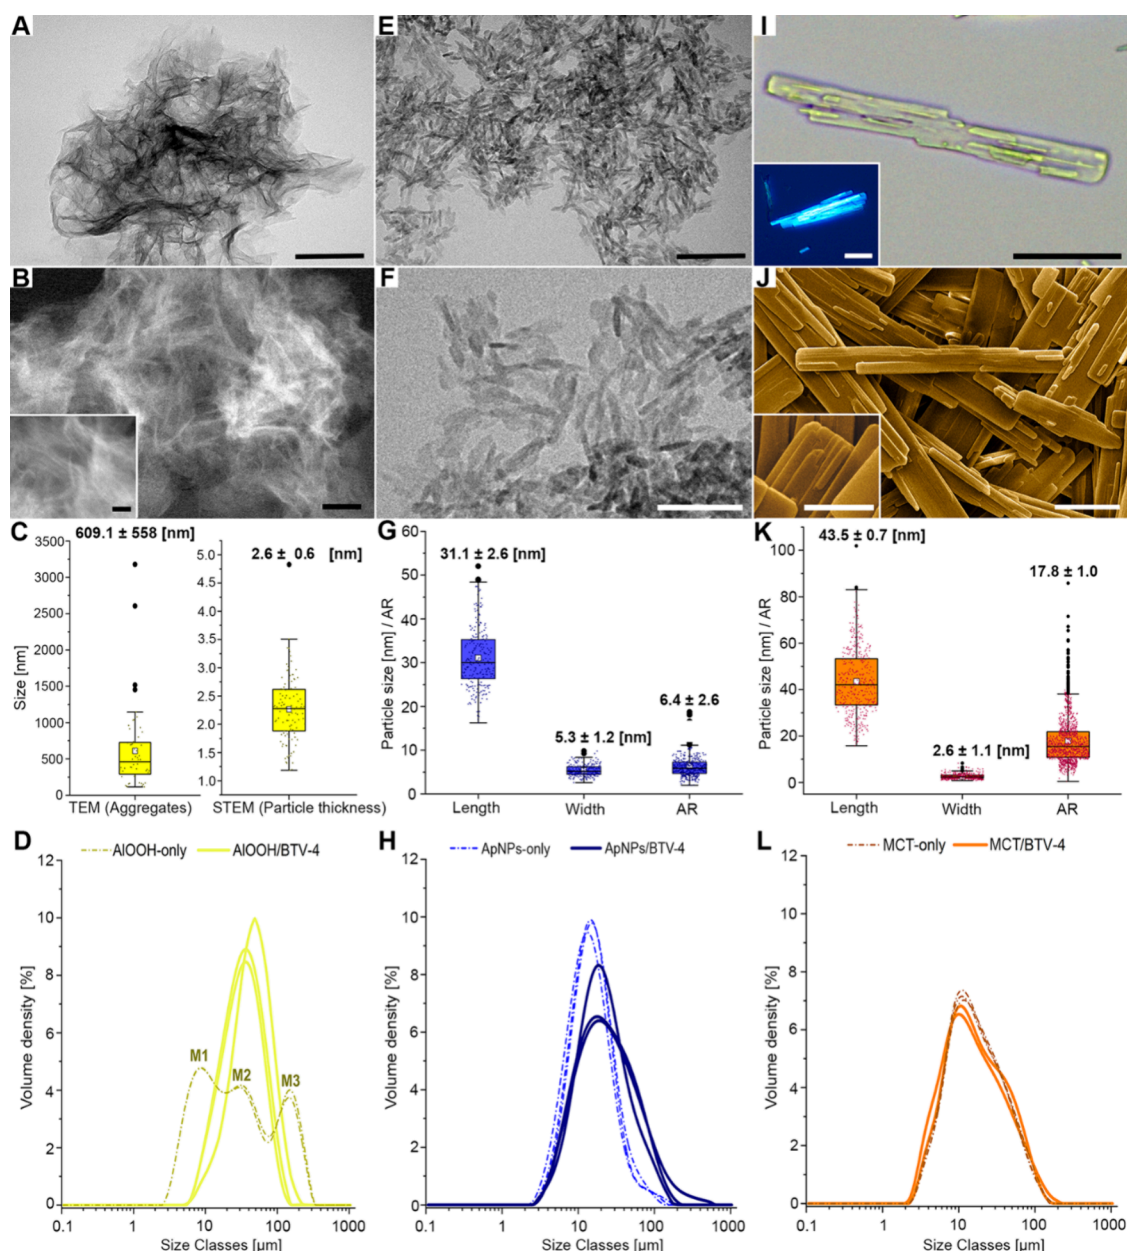 A
E
I
B
F
J
C
609.1 ± 558 [nm]
2.6 ± 0.6 [nm]
Size [nm]
3500
3000
2500
2000
1500
1000
500
0
5.0
4.5
4.0
3.5
3.0
2.5
2.0
1.5
1.0
TEM (Aggregates)
STEM (Particle thickness)
G
31.1 ± 2.6 [nm]
5.3 ± 1.2 [nm]
6.4 ± 2.6
Particle size [nm] / AR
60
50
40
30
20
10
0
Length
Width
AR
K
43.5 ± 0.7 [nm]
2.6 ± 1.1 [nm]
17.8 ± 1.0
Particle size [nm] / AR
100
80
60
40
20
0
Length
Width
AR
D
AlOOH-only
AlOOH/BTV-4
Volume density [%]
12
10
8
6
4
2
0
M1
M2
M3
0.1
1
10
100
1000
Size Classes [µm]
H
ApNPs-only
ApNPs/BTV-4
Volume density [%]
12
10
8
6
4
2
0
0.1
1
10
100
1000
Size Classes [µm]
L
MCT-only
MCT/BTV-4
Volume density [%]
12
10
8
6
4
2
0
0.1
1
10
100
1000
Size Classes [µm]